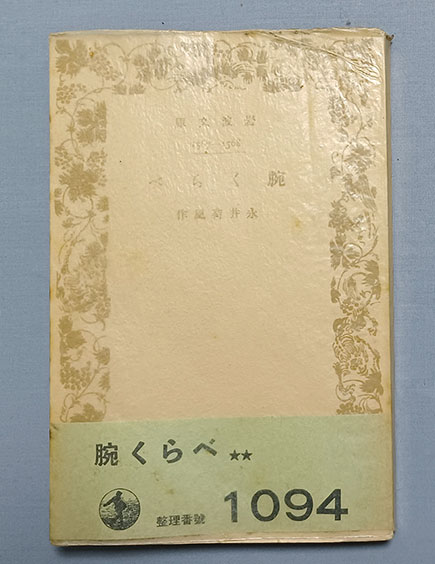 岩波文庫
腕くらべ
永井荷風作
腕くらべ ★★
整理番號 1094